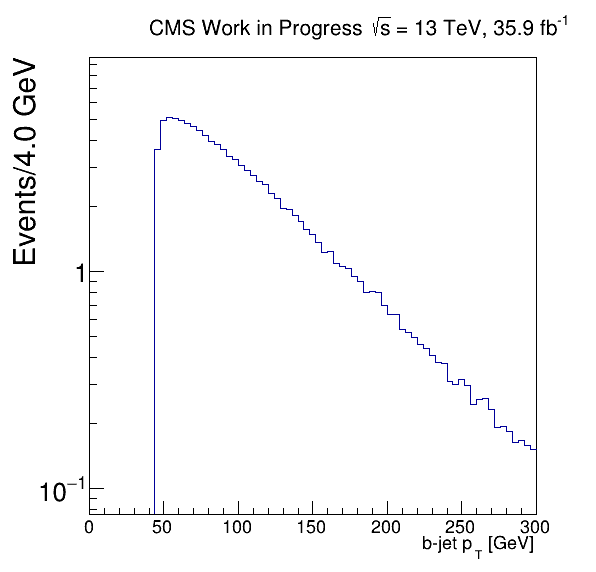 CMS Work in Progress √s = 13 TeV, 35.9 fb⁻¹
Events/4.0 GeV
1
10⁻¹
0 50 100 150 200 250 300
b-jet p_T [GeV]